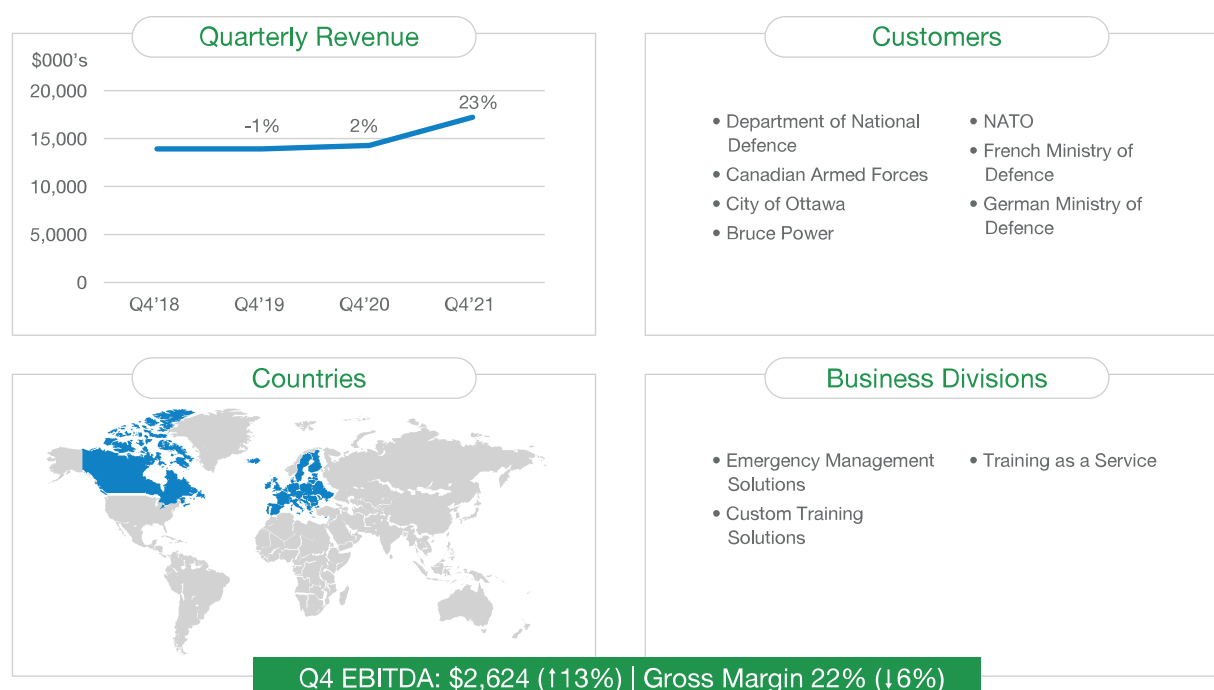 Quarterly Revenue
$000's
20,000
15,000
10,000
5,0000
0
-1%
2%
23%
Q4’18
Q4’19
Q4’20
Q4’21
Customers
• Department of National
Defence
• Canadian Armed Forces
• City of Ottawa
• Bruce Power
• NATO
• French Ministry of
Defence
• German Ministry of
Defence
Countries
Business Divisions
• Emergency Management
Solutions
• Custom Training
Solutions
• Training as a Service
Q4 EBITDA: $2,624 (↑13%) | Gross Margin 22% (↓6%)